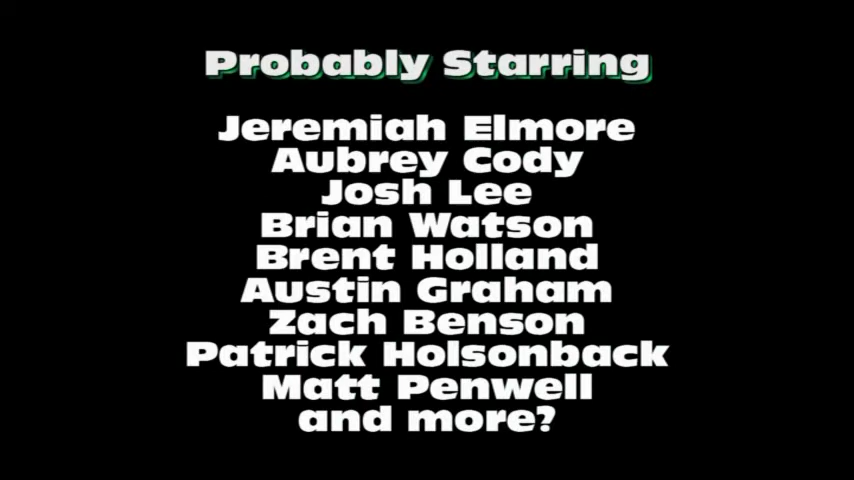 Probably Starring
Jeremiah Elmore
Aubrey Cody
Josh Lee
Brian Watson
Brent Holland
Austin Graham
Zach Benson
Patrick Holsonback
Matt Penwell
and more?